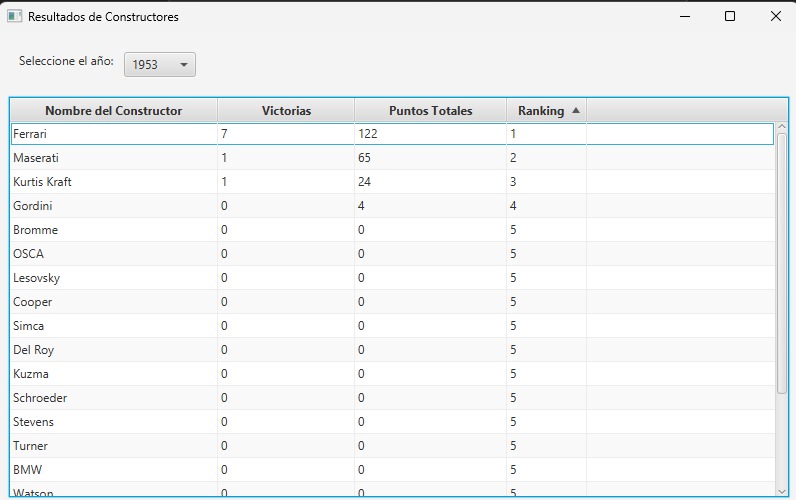 Resultados de Constructores
Seleccione el año: 1953
Nombre del Constructor Victorias Puntos Totales Ranking
Ferrari 7 122 1
Maserati 1 65 2
Kurtis Kraft 1 24 3
Gordini 0 4 4
Bromme 0 0 5
OSCA 0 0 5
Lesovsky 0 0 5
Cooper 0 0 5
Simca 0 0 5
Del Roy 0 0 5
Kuzma 0 0 5
Schroeder 0 0 5
Stevens 0 0 5
Turner 0 0 5
BMW 0 0 5
Watson 0 0 5